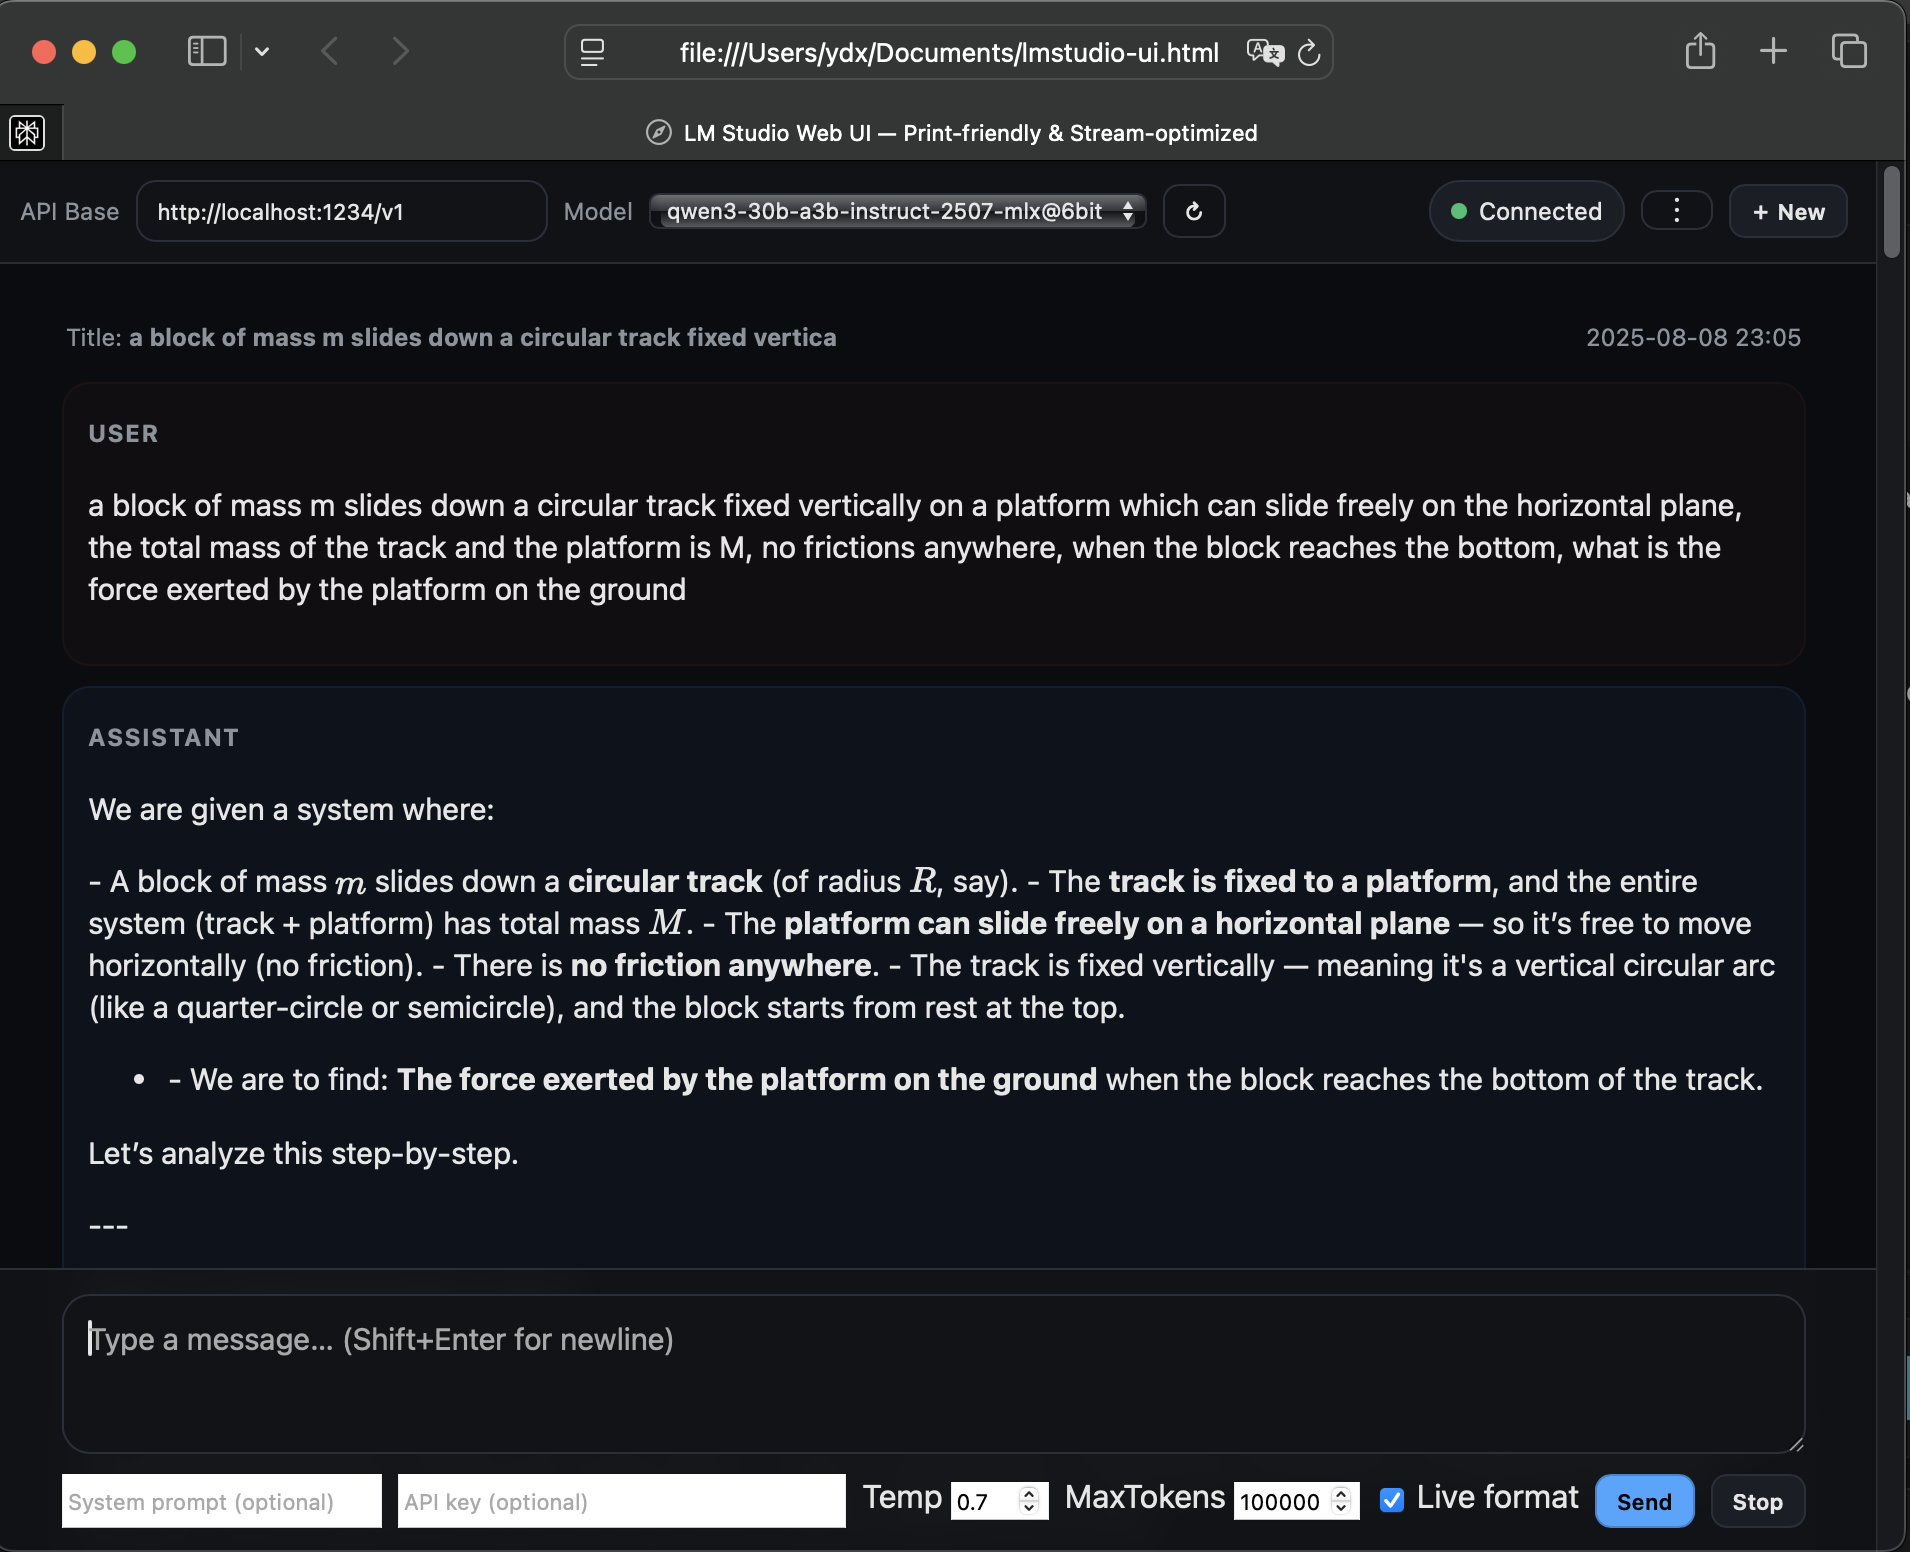 file:///Users/ydx/Documents/lmstudio-ui.html
LM Studio Web UI — Print-friendly & Stream-optimized
API Base http://localhost:1234/v1 Model qwen3-30b-a3b-instruct-2507-mlx@6bit Connected + New
Title: a block of mass m slides down a circular track fixed vertica 2025-08-08 23:05
USER
a block of mass m slides down a circular track fixed vertically on a platform which can slide freely on the horizontal plane,
the total mass of the track and the platform is M, no frictions anywhere, when the block reaches the bottom, what is the
force exerted by the platform on the ground
ASSISTANT
We are given a system where:
- A block of mass m slides down a circular track (of radius R, say). - The track is fixed to a platform, and the entire
system (track + platform) has total mass M. - The platform can slide freely on a horizontal plane — so it’s free to move
horizontally (no friction). - There is no friction anywhere. - The track is fixed vertically — meaning it's a vertical circular arc
(like a quarter-circle or semicircle), and the block starts from rest at the top.
• - We are to find: The force exerted by the platform on the ground when the block reaches the bottom of the track.
Let’s analyze this step-by-step.
---
Type a message... (Shift+Enter for newline)
System prompt (optional) API key (optional) Temp 0.7 MaxTokens 100000 Live format Send Stop